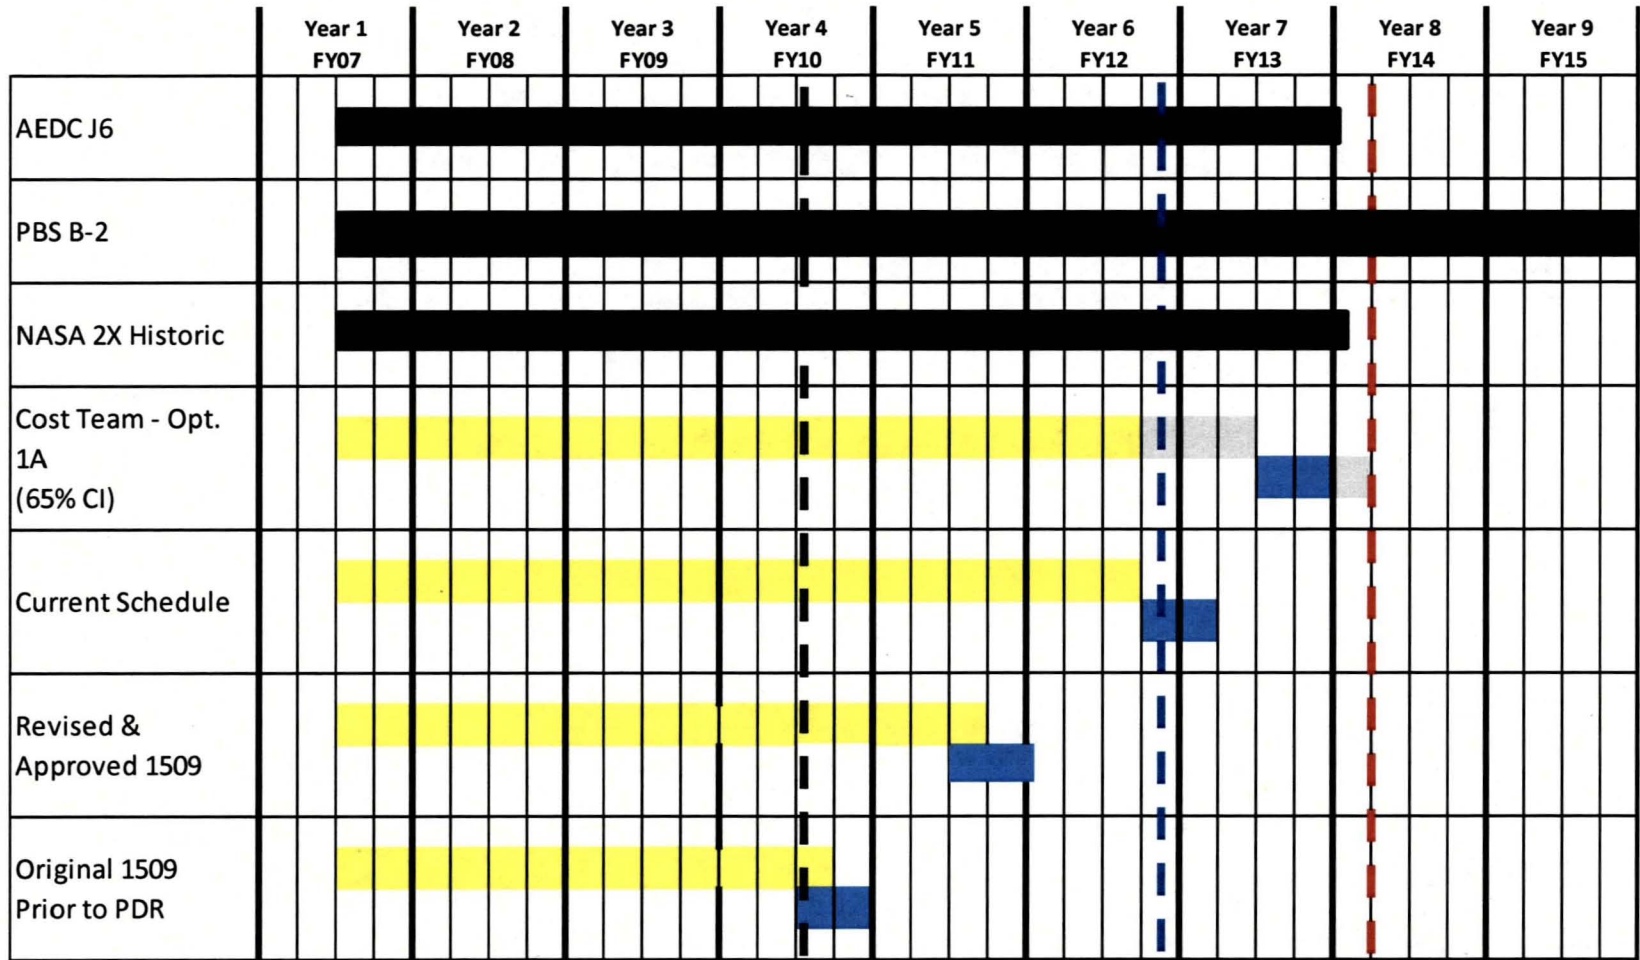 Year 1 Year 2 Year 3 Year 4 Year 5 Year 6 Year 7 Year 8 Year 9
FY07 FY08 FY09 FY10 FY11 FY12 FY13 FY14 FY15
AEDC J6
PBS B-2
NASA 2X Historic
Cost Team - Opt.
1A
(65% CI)
Current Schedule
Revised &
Approved 1509
Original 1509
Prior to PDR